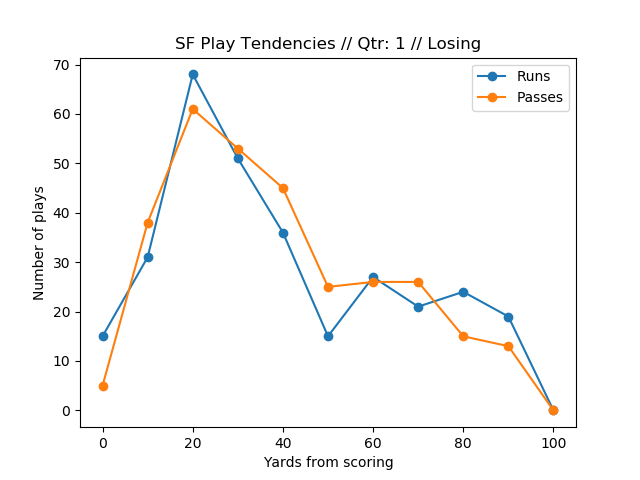 SF Play Tendencies // Qtr: 1 // Losing
Runs
Passes
Number of plays
70
60
50
40
30
20
10
0
0 20 40 60 80 100
Yards from scoring